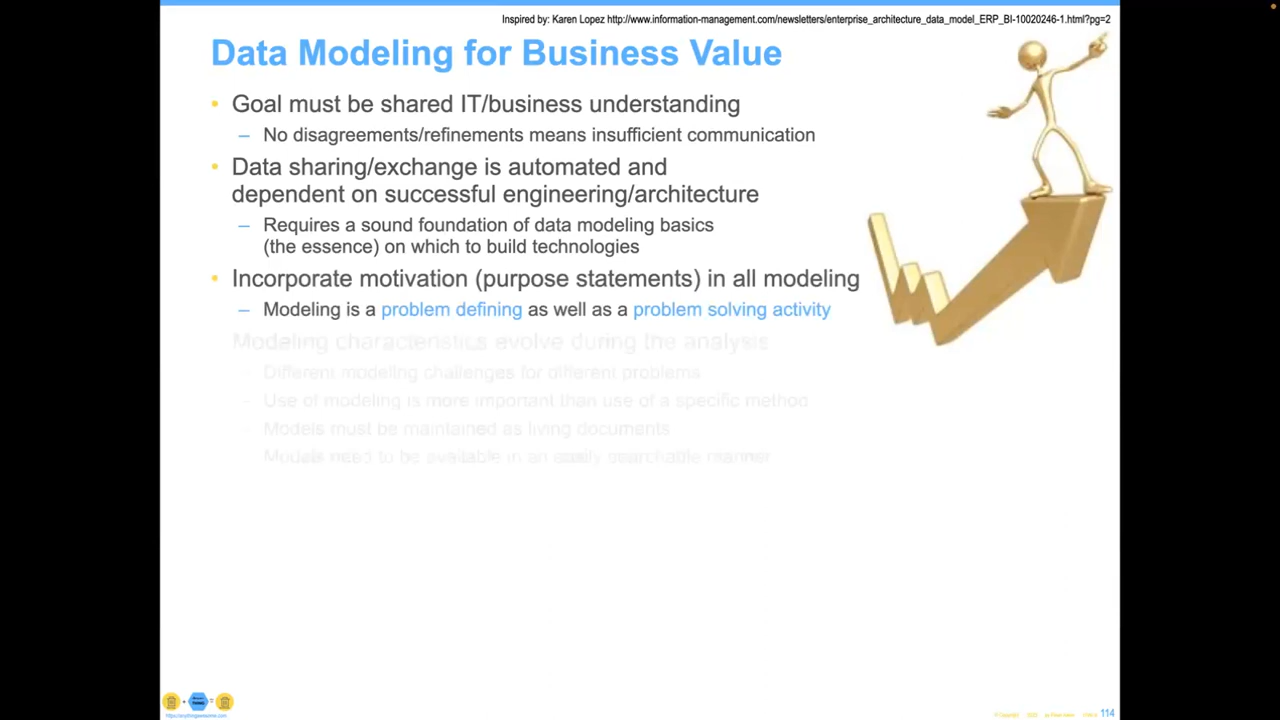 Inspired by: Karen Lopez http://www.information-management.com/newsletters/enterprise_architecture_data_model_ERP_BI-10020246-1.html?pg=2
Data Modeling for Business Value
• Goal must be shared IT/business understanding
– No disagreements/refinements means insufficient communication
• Data sharing/exchange is automated and
dependent on successful engineering/architecture
– Requires a sound foundation of data modeling basics
(the essence) on which to build technologies
• Incorporate motivation (purpose statements) in all modeling
– Modeling is a problem defining as well as a problem solving activity
Modeling characteristics evolve during the analysis
– Different modeling challenges for different problems
– Use of modeling is more important than use of a specific method
– Models must be maintained as living documents
Models need to be available in an easily searchable manner
https://anythingawesome.com
© Copyright
114